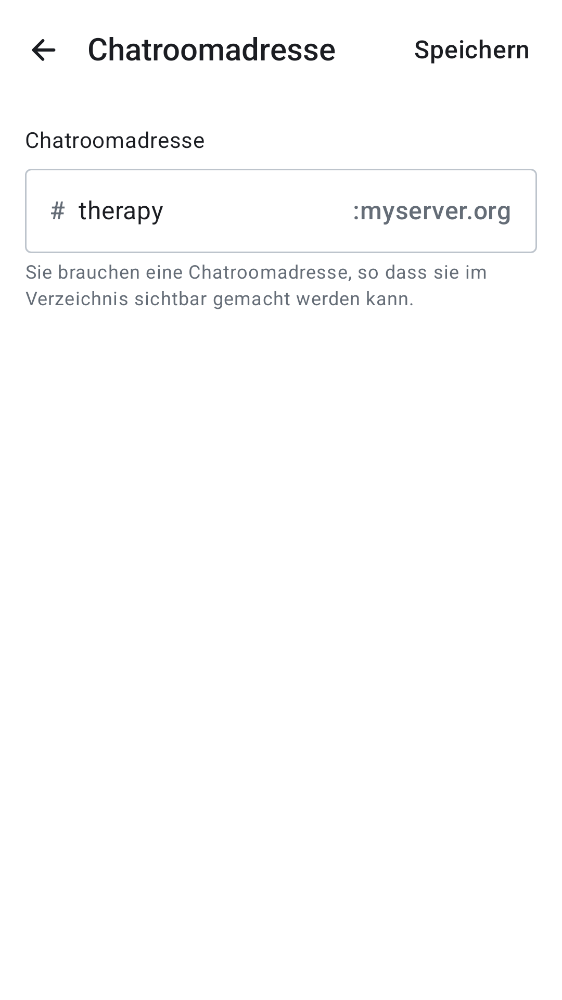 Chatroomadresse
Speichern
Chatroomadresse
# therapy :myserver.org
Sie brauchen eine Chatroomadresse, so dass sie im
Verzeichnis sichtbar gemacht werden kann.